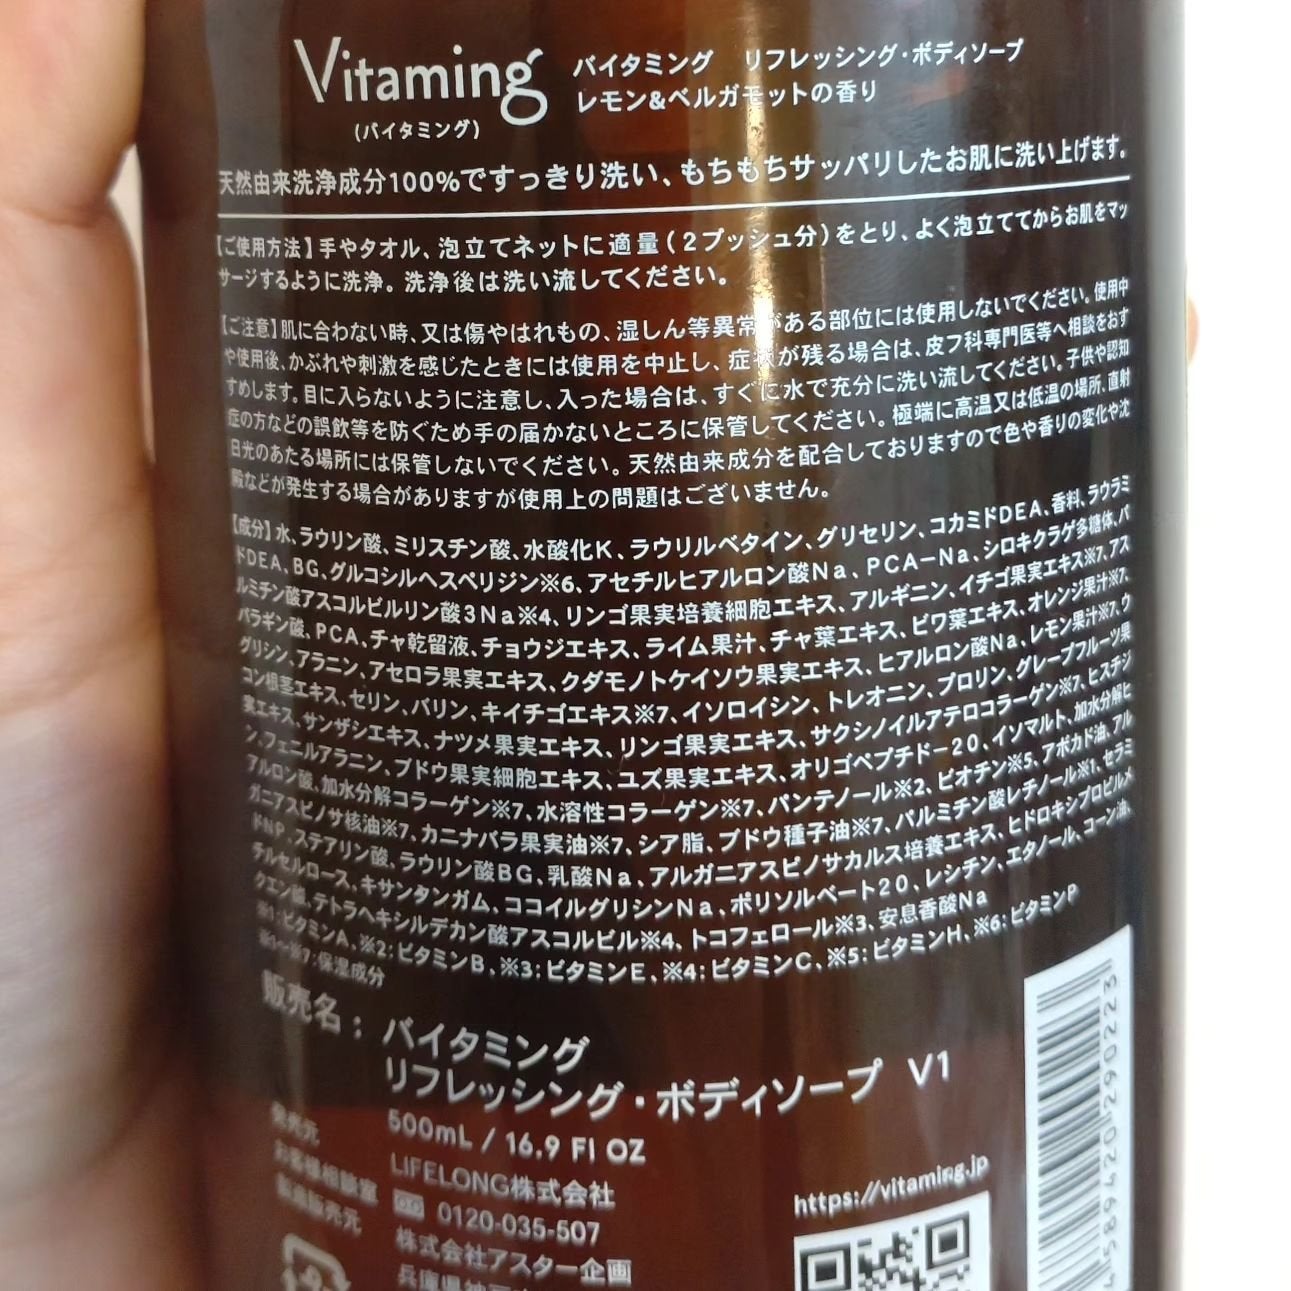 Vitaming
(バイタミング)
バイタミング リフレッシング・ボディソープ
レモン&ベルガモットの香り
天然由来洗浄成分100%ですっきり洗い、もちもちサッパリしたお肌に洗い上げます。
【ご使用方法】手やタオル、泡立てネットに適量(2プッシュ分)をとり、よく泡立ててからお肌をマッ
サージするように洗浄。洗浄後は洗い流してください。
【ご注意】肌に合わない時、又は傷やはれもの、湿しん等異常がある部位には使用しないでください。使用中
や使用後、かぶれや刺激を感じたときには使用を中止し、症状が残る場合は、皮フ科専門医等へ相談をおす
すめします。目に入らないように注意し、入った場合は、すぐに水で充分に洗い流してください。子供や認知
症の方などの誤飲等を防ぐため手の届かないところに保管してください。極端に高温又は低温の場所、直射
日光のあたる場所には保管しないでください。天然由来成分を配合しておりますので色や香りの変化や沈
殿などが発生する場合がありますが使用上の問題はございません。
【成分】水、ラウリン酸、ミリスチン酸、水酸化K、ラウリルベタイン、グリセリン、コカミドDEA、香料、ラウラミ
ドDEA、BG、グルコシルヘスペリジン※6、アセチルヒアルロン酸Na、PCA-Na、シロキクラゲ多糖体、パ
ルミチン酸アスコルビルリン酸3Na※4、リンゴ果実培養細胞エキス、アルギニン、イチゴ果実エキス※7、アス
パラギン酸、PCA、チャ乾留液、チョウジエキス、ライム果汁、チャ葉エキス、ビワ葉エキス、オレンジ果汁※7、
グリシン、アラニン、アセロラ果実エキス、クダモノトケイソウ果実エキス、ヒアルロン酸Na、レモン果汁※7、ウ
コン根茎エキス、セリン、バリン、キイチゴエキス※7、イソロイシン、トレオニン、プロリン、グレープフルーツ果
実エキス、サンザシエキス、ナツメ果実エキス、リンゴ果実エキス、サクシノイルアテロコラーゲン※7、ヒスチジ
ン、フェニルアラニン、ブドウ果実細胞エキス、ユズ果実エキス、オリゴペプチド-20、イソマルト、加水分解ヒ
アルロン酸、加水分解コラーゲン※7、水溶性コラーゲン※7、パンテノール※2、ビオチン※5、アボカド油、アル
ガニアスピノサ核油※7、カニナバラ果実油※7、シア脂、ブドウ種子油※7、パルミチン酸レチノール※1、セラミ
ドNP、ステアリン酸、ラウリン酸BG、乳酸Na、アルガニアスピノサカルス培養エキス、ヒドロキシプロピルメ
チルセルロース、キサンタンガム、ココイルグリシンNa、ポリソルベート20、レシチン、エタノール、コーン油、
クエン酸、テトラヘキシルデカン酸アスコルビル※4、トコフェロール※3、安息香酸Na
※1:ビタミンA、※2:ビタミンB、※3:ビタミンE、※4:ビタミンC、※5:ビタミンH、※6:ビタミンP
※1~※7:保湿成分
販売名: バイタミング
リフレッシング・ボディソープ V1
500mL / 16.9 Fl OZ
発売元 LIFELONG株式会社
お客様相談室 0120-035-507
製造販売元 株式会社アスター企画
兵庫県神戸
https://vitaming.jp
4 589420 290223